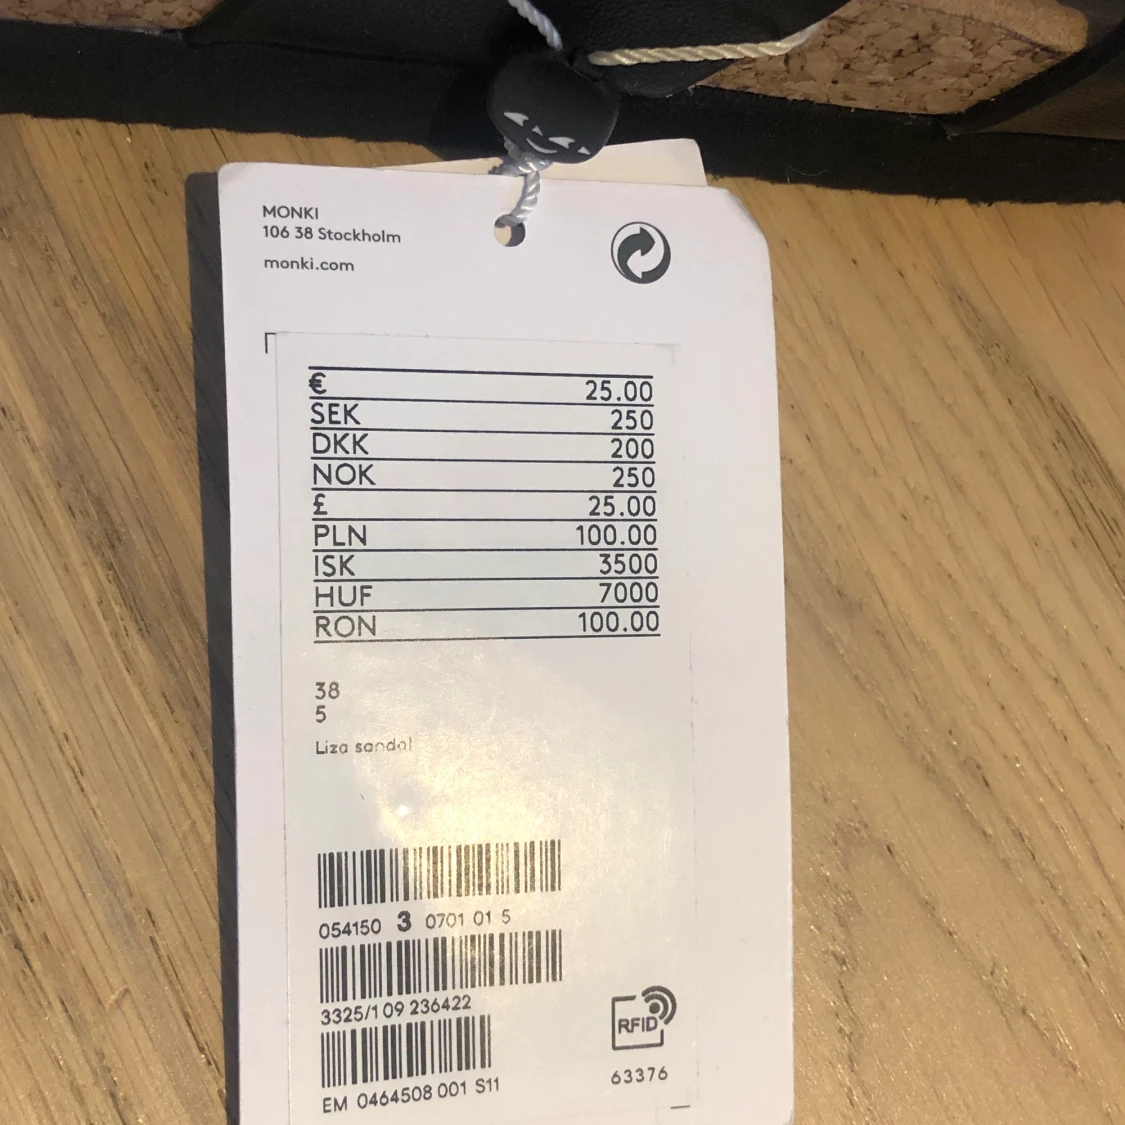 MONKI
106 38 Stockholm
monki.com
€ 25.00
SEK 250
DKK 200
NOK 250
£ 25.00
PLN 100.00
ISK 3500
HUF 7000
RON 100.00
38
5
Liza sandal
054150 3 0701 01 5
3325/1 09 236422
RFID
EM 0464508 001 S11
63376